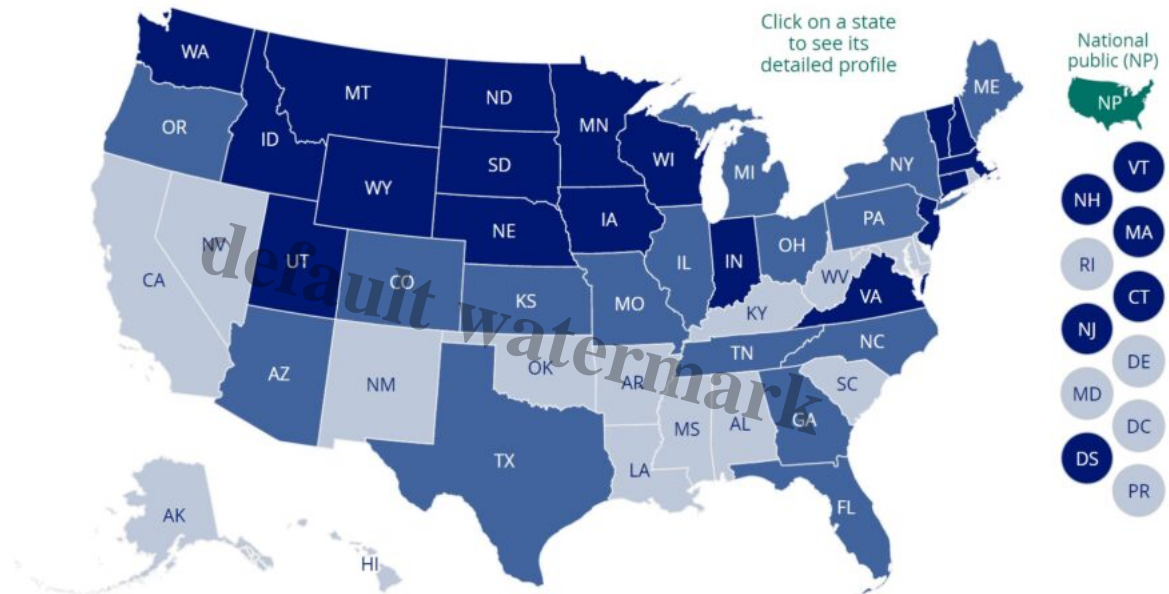 Click on a state
to see its
detailed profile
National
public (NP)
NP
WA
MT
ND
MN
ME
OR
ID
SD
WI
MI
NY
VT
WY
NH
IA
PA
MA
NE
NV
UT
CO
IL
IN
OH
WV
RI
CA
KS
MO
KY
VA
CT
NJ
AZ
NM
OK
AR
TN
NC
DE
SC
MD
MS
AL
GA
DC
TX
LA
DS
FL
PR
AK
HI
default watermark